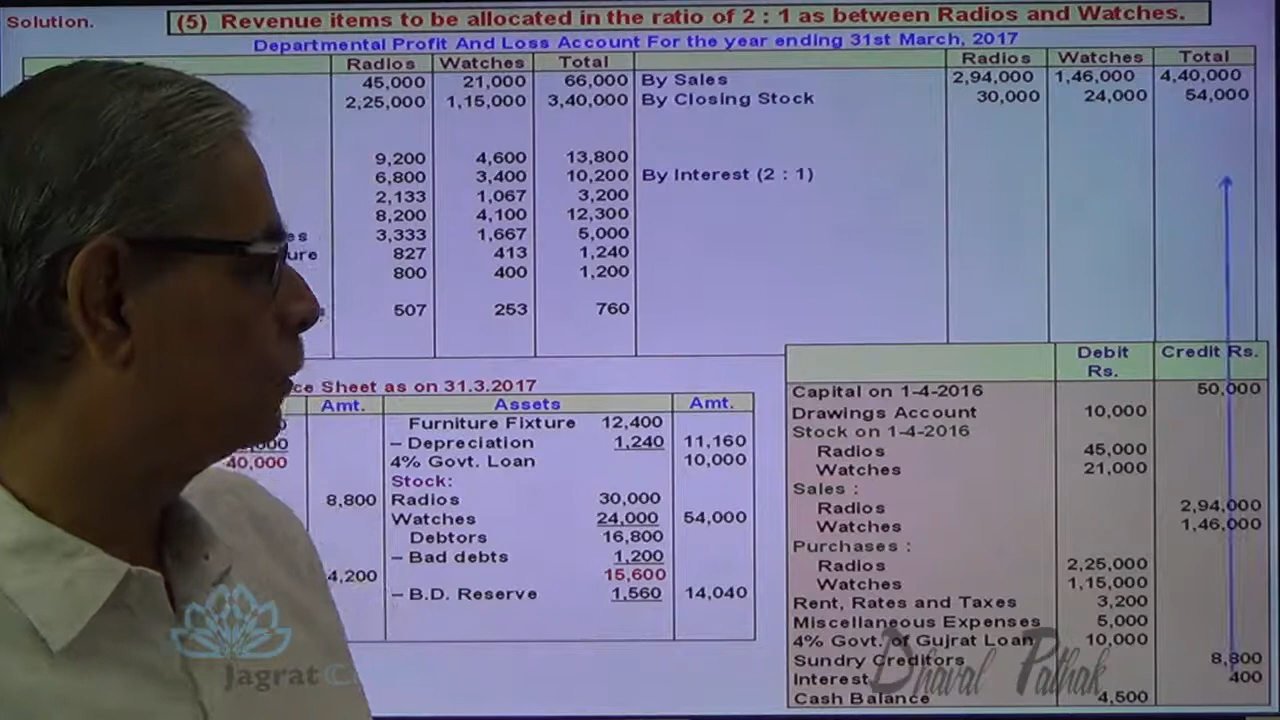 Solution.
(5) Revenue items to be allocated in the ratio of 2 : 1 as between Radios and Watches.
Departmental Profit And Loss Account For the year ending 31st March, 2017
Radios Watches Total Radios Watches Total
45,000 21,000 66,000 By Sales 2,94,000 1,46,000 4,40,000
2,25,000 1,15,000 3,40,000 By Closing Stock 30,000 24,000 54,000
9,200 4,600 13,800
6,800 3,400 10,200 By Interest (2 : 1)
2,133 1,067 3,200
8,200 4,100 12,300
es 3,333 1,667 5,000
ure 827 413 1,240
800 400 1,200
507 253 760
ce Sheet as on 31.3.2017
Amt. Assets Amt.
Furniture Fixture 12,400
– Depreciation 1,240 11,160
40,000 4% Govt. Loan 10,000
Stock:
8,800 Radios 30,000
Watches 24,000 54,000
Debtors 16,800
– Bad debts 1,200
4,200 15,600
– B.D. Reserve 1,560 14,040
Debit Rs. Credit Rs.
Capital on 1-4-2016 50,000
Drawings Account 10,000
Stock on 1-4-2016
Radios 45,000
Watches 21,000
Sales :
Radios 2,94,000
Watches 1,46,000
Purchases :
Radios 2,25,000
Watches 1,15,000
Rent, Rates and Taxes 3,200
Miscellaneous Expenses 5,000
4% Govt. of Gujrat Loan 10,000
Sundry Creditors 8,800
Interest 400
Cash Balance 4,500
Jagrat
Dhaval Pathak